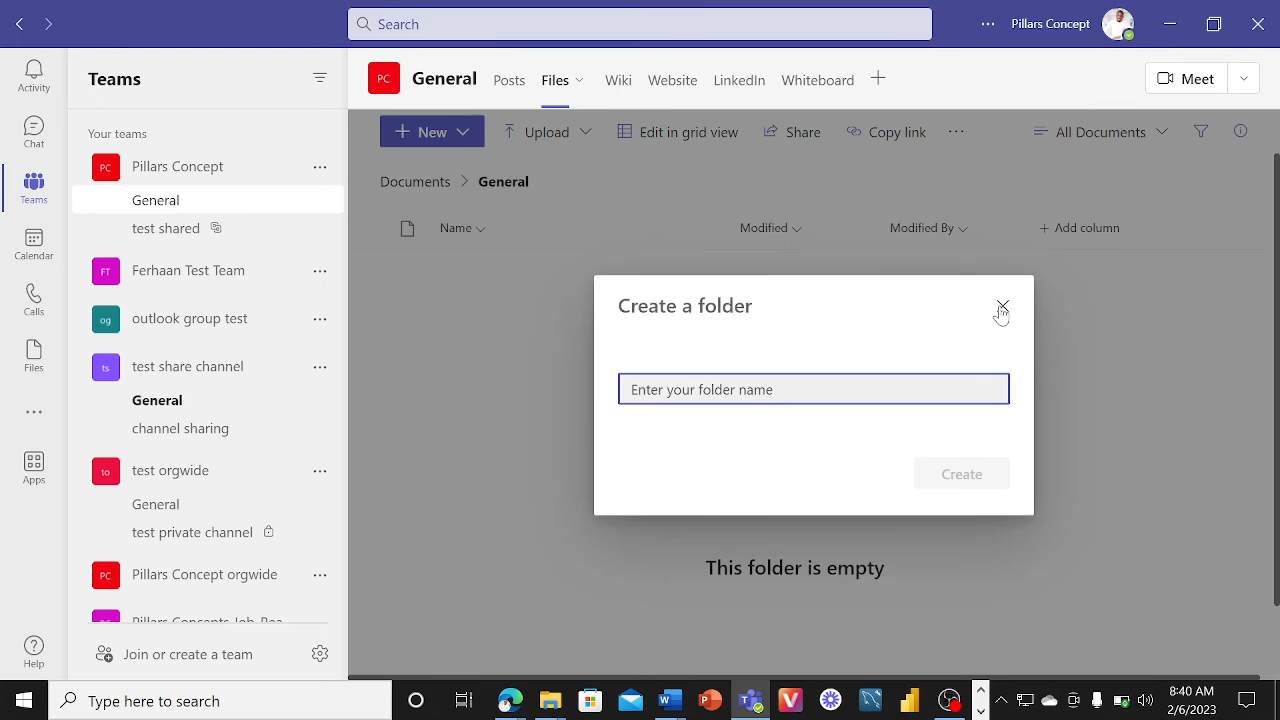 Search
Pillars Concept
Activity
Chat
Teams
Calendar
Calls
Files
Apps
Help
Teams
Your teams
PC Pillars Concept
General
test shared
FT Ferhaan Test Team
og outlook group test
ts test share channel
General
channel sharing
to test orgwide
General
test private channel
PC Pillars Concept orgwide
Join or create a team
PC General Posts Files Wiki Website LinkedIn Whiteboard
Meet
New Upload Edit in grid view Share Copy link
All Documents
Documents General
Name Modified Modified By Add column
Create a folder
Enter your folder name
Create
This folder is empty
Type here to search
8:40 AM
2/6/2023